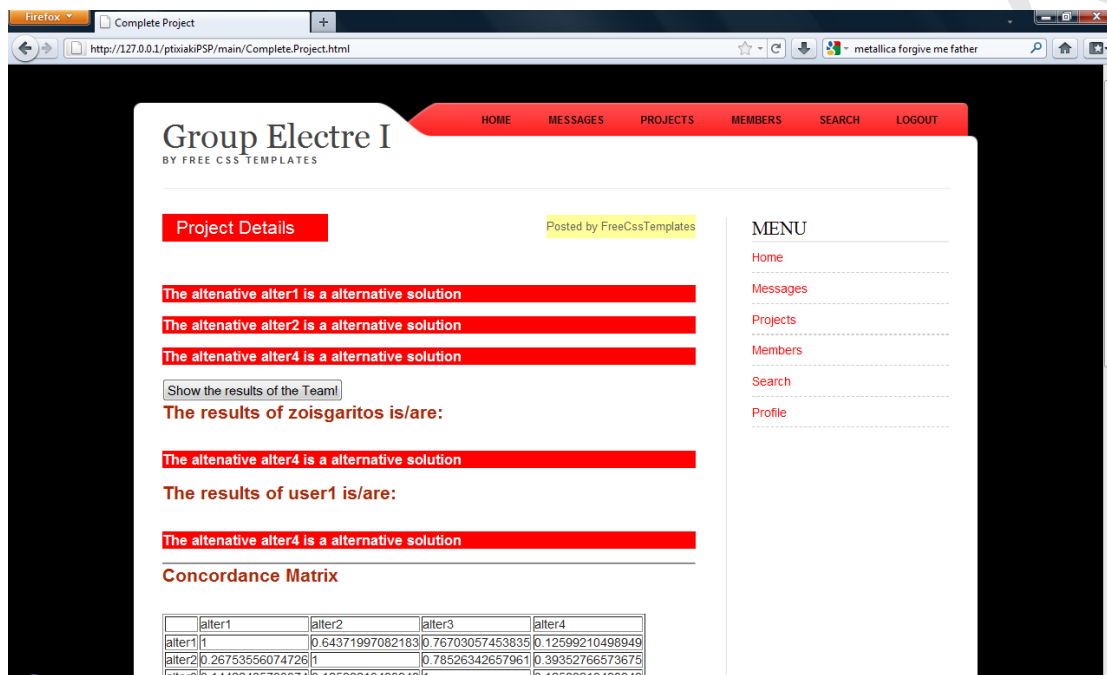 Firefox
Complete Project
http://127.0.0.1/ptixiakiPSP/main/Complete.Project.html
metallica forgive me father
HOME MESSAGES PROJECTS MEMBERS SEARCH LOGOUT
Group Electre I
BY FREE CSS TEMPLATES
Project Details
Posted by FreeCssTemplates
The altenative alter1 is a alternative solution
The altenative alter2 is a alternative solution
The altenative alter4 is a alternative solution
Show the results of the Team!
The results of zoisgaritos is/are:
The altenative alter4 is a alternative solution
The results of user1 is/are:
The altenative alter4 is a alternative solution
Concordance Matrix
alter1 alter2 alter3 alter4
alter1 1 0.64371997082183 0.76703057453835 0.12599210498949
alter2 0.26753556074726 1 0.78526342657961 0.39352766573675
MENU
Home
Messages
Projects
Members
Search
Profile